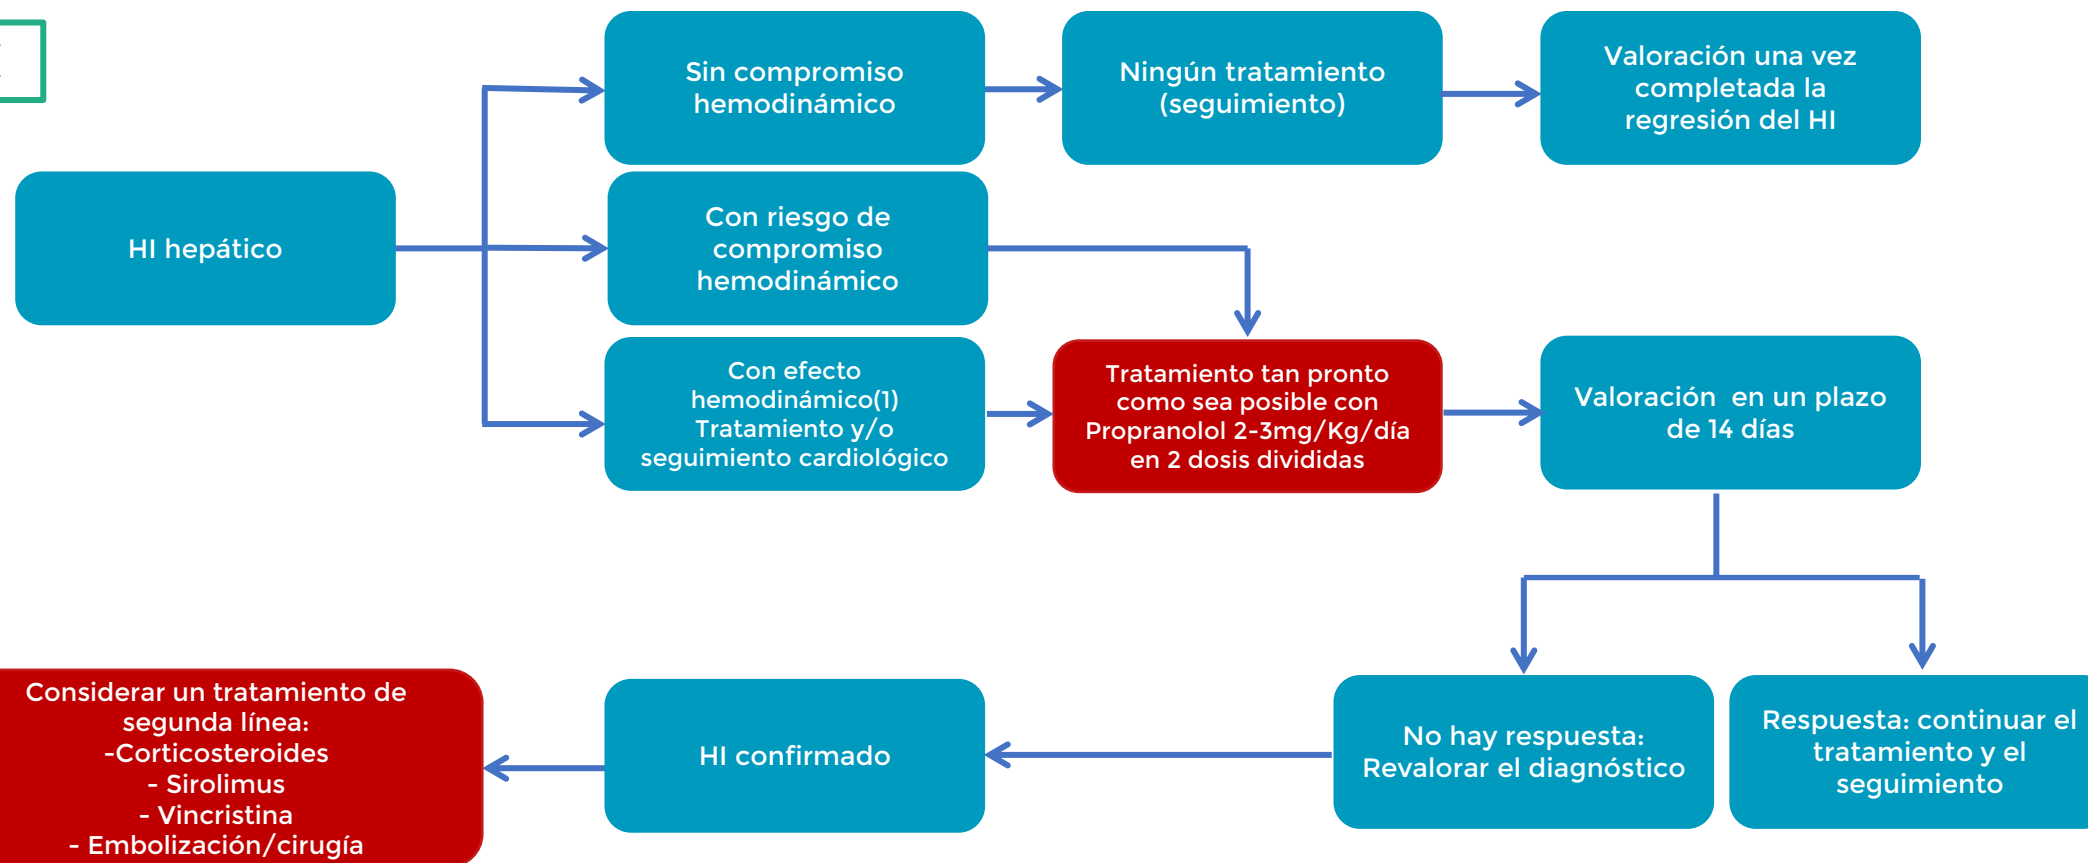 Sin compromiso
hemodinámico
Ningún tratamiento
(seguimiento)
Valoración una vez
completada la
regresión del HI
HI hepático
Con riesgo de
compromiso
hemodinámico
Con efecto
hemodinámico(1)
Tratamiento y/o
seguimiento cardiológico
Tratamiento tan pronto
como sea posible con
Propranolol 2-3mg/Kg/día
en 2 dosis divididas
Valoración  en un plazo
de 14 días
Considerar un tratamiento de
segunda línea:
-Corticosteroides
- Sirolimus
- Vincristina
- Embolización/cirugía
HI confirmado
No hay respuesta:
Revalorar el diagnóstico
Respuesta: continuar el
tratamiento y el
seguimiento